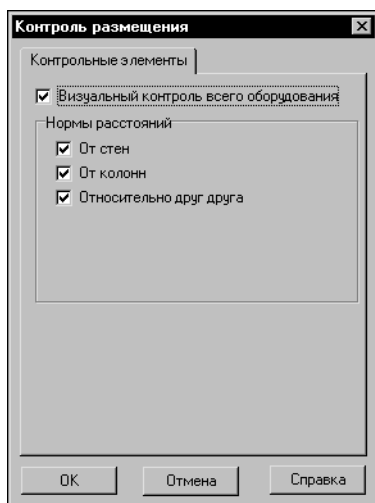 Контроль размещения
Контрольные элементы
Визуальный контроль всего оборудования
Нормы расстояний
От стен
От колонн
Относительно друг друга
OK
Отмена
Справка